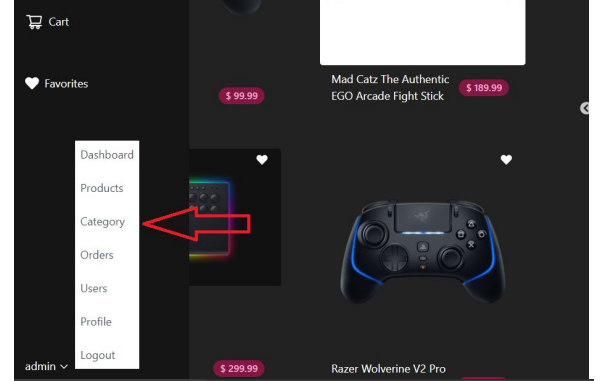 Cart
Favorites
$ 99.99
Mad Catz The Authentic
EGO Arcade Fight Stick
$ 189.99
Dashboard
Products
Category
Orders
Users
Profile
Logout
admin
$ 299.99
Razer Wolverine V2 Pro